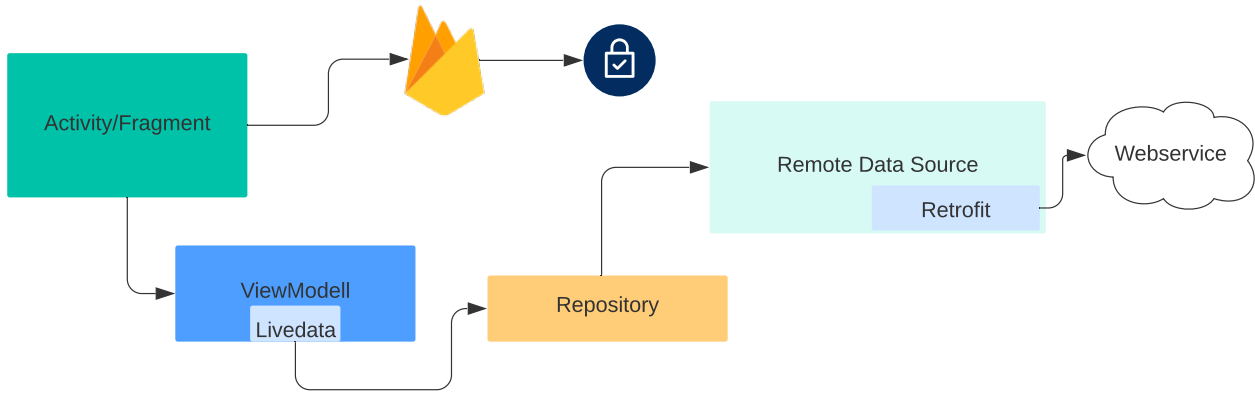 Activity/Fragment
ViewModell
Livedata
Repository
Remote Data Source
Retrofit
Webservice